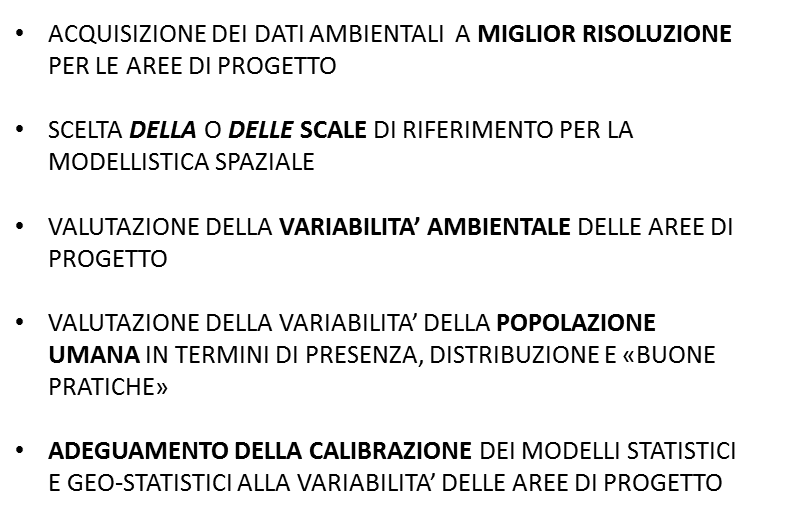 • ACQUISIZIONE DEI DATI AMBIENTALI A MIGLIOR RISOLUZIONE
PER LE AREE DI PROGETTO
• SCELTA DELLA O DELLE SCALE DI RIFERIMENTO PER LA
MODELLISTICA SPAZIALE
• VALUTAZIONE DELLA VARIABILITA’ AMBIENTALE DELLE AREE DI
PROGETTO
• VALUTAZIONE DELLA VARIABILITA’ DELLA POPOLAZIONE
UMANA IN TERMINI DI PRESENZA, DISTRIBUZIONE E «BUONE
PRATICHE»
• ADEGUAMENTO DELLA CALIBRAZIONE DEI MODELLI STATISTICI
E GEO-STATISTICI ALLA VARIABILITA’ DELLE AREE DI PROGETTO